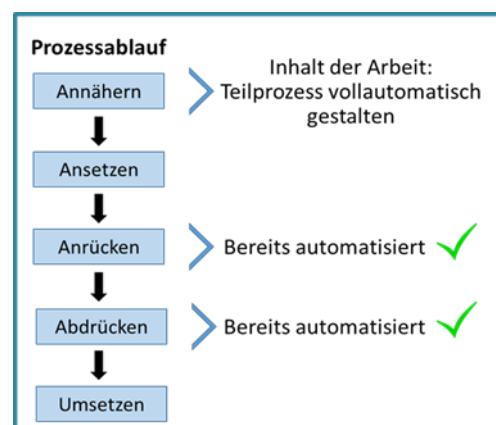 Prozessablauf
Annähern
Inhalt der Arbeit:
Teilprozess vollautomatisch
gestalten
Ansetzen
Anrücken
Bereits automatisiert
Abdrücken
Bereits automatisiert
Umsetzen